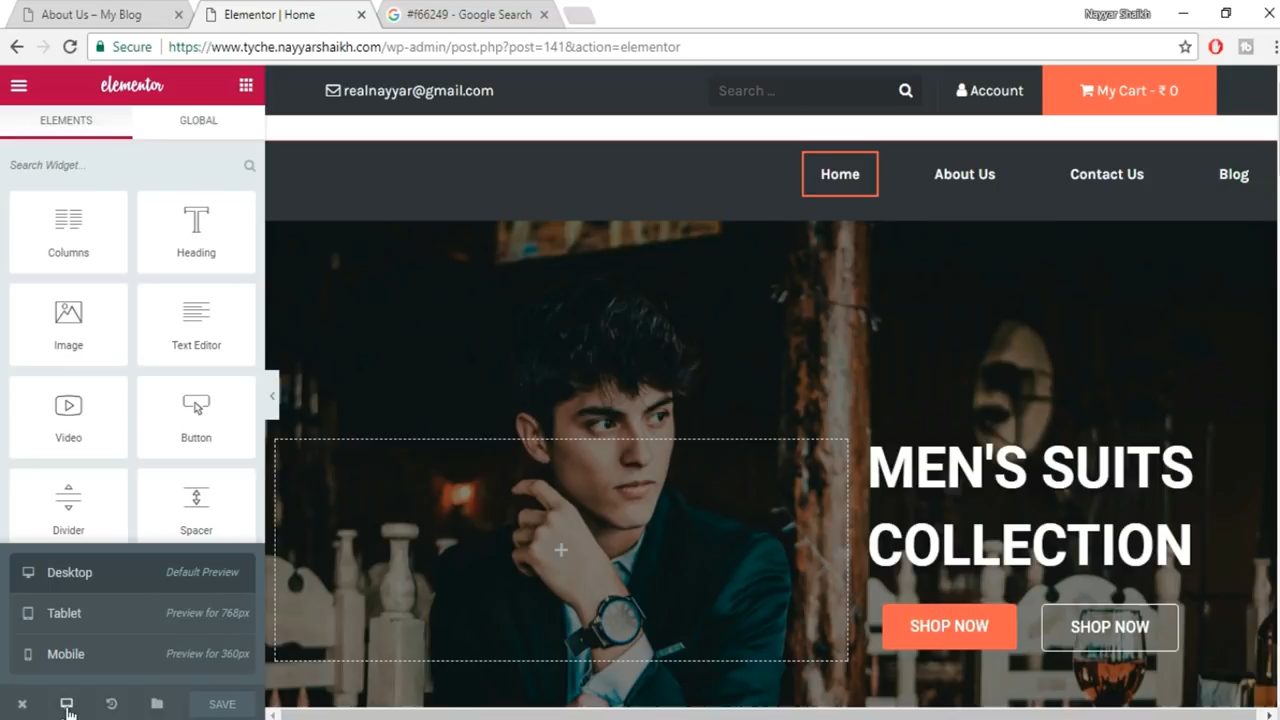 About Us – My Blog
Elementor | Home
#f66249 - Google Search
Nayyar Shaikh
Secure
https://www.tyche.nayyarshaikh.com/wp-admin/post.php?post=141&action=elementor
elementor
ELEMENTS
GLOBAL
Search Widget...
Columns
Heading
Image
Text Editor
Video
Button
Divider
Spacer
Desktop
Default Preview
Tablet
Preview for 768px
Mobile
Preview for 360px
SAVE
realnayyar@gmail.com
Search …
Account
My Cart - ₹ 0
Home
About Us
Contact Us
Blog
MEN'S SUITS
COLLECTION
SHOP NOW
SHOP NOW